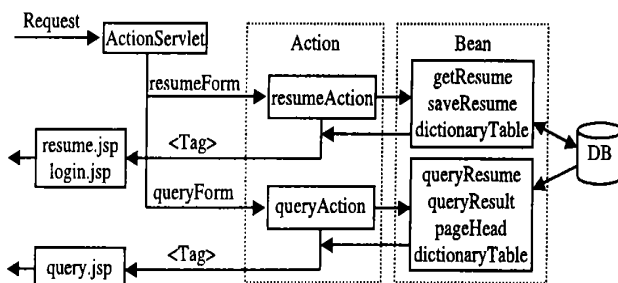 Request
ActionServlet
Action
Bean
resumeForm
resumeAction
getResume
saveResume
dictionaryTable
<Tag>
resume.jsp
login.jsp
DB
queryForm
queryAction
queryResume
queryResult
pageHead
dictionaryTable
<Tag>
query.jsp